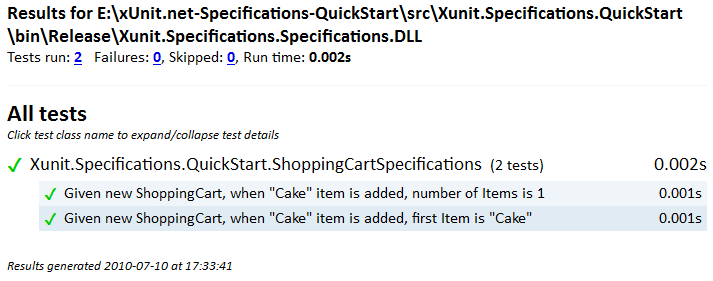 Results for E:\xUnit.net-Specifications-QuickStart\src\Xunit.Specifications.QuickStart
\bin\Release\Xunit.Specifications.Specifications.DLL
Tests run: 2 Failures: 0, Skipped: 0, Run time: 0.002s
All tests
Click test class name to expand/collapse test details
✓ Xunit.Specifications.QuickStart.ShoppingCartSpecifications (2 tests) 0.002s
✓ Given new ShoppingCart, when "Cake" item is added, number of Items is 1 0.001s
✓ Given new ShoppingCart, when "Cake" item is added, first Item is "Cake" 0.001s
Results generated 2010-07-10 at 17:33:41